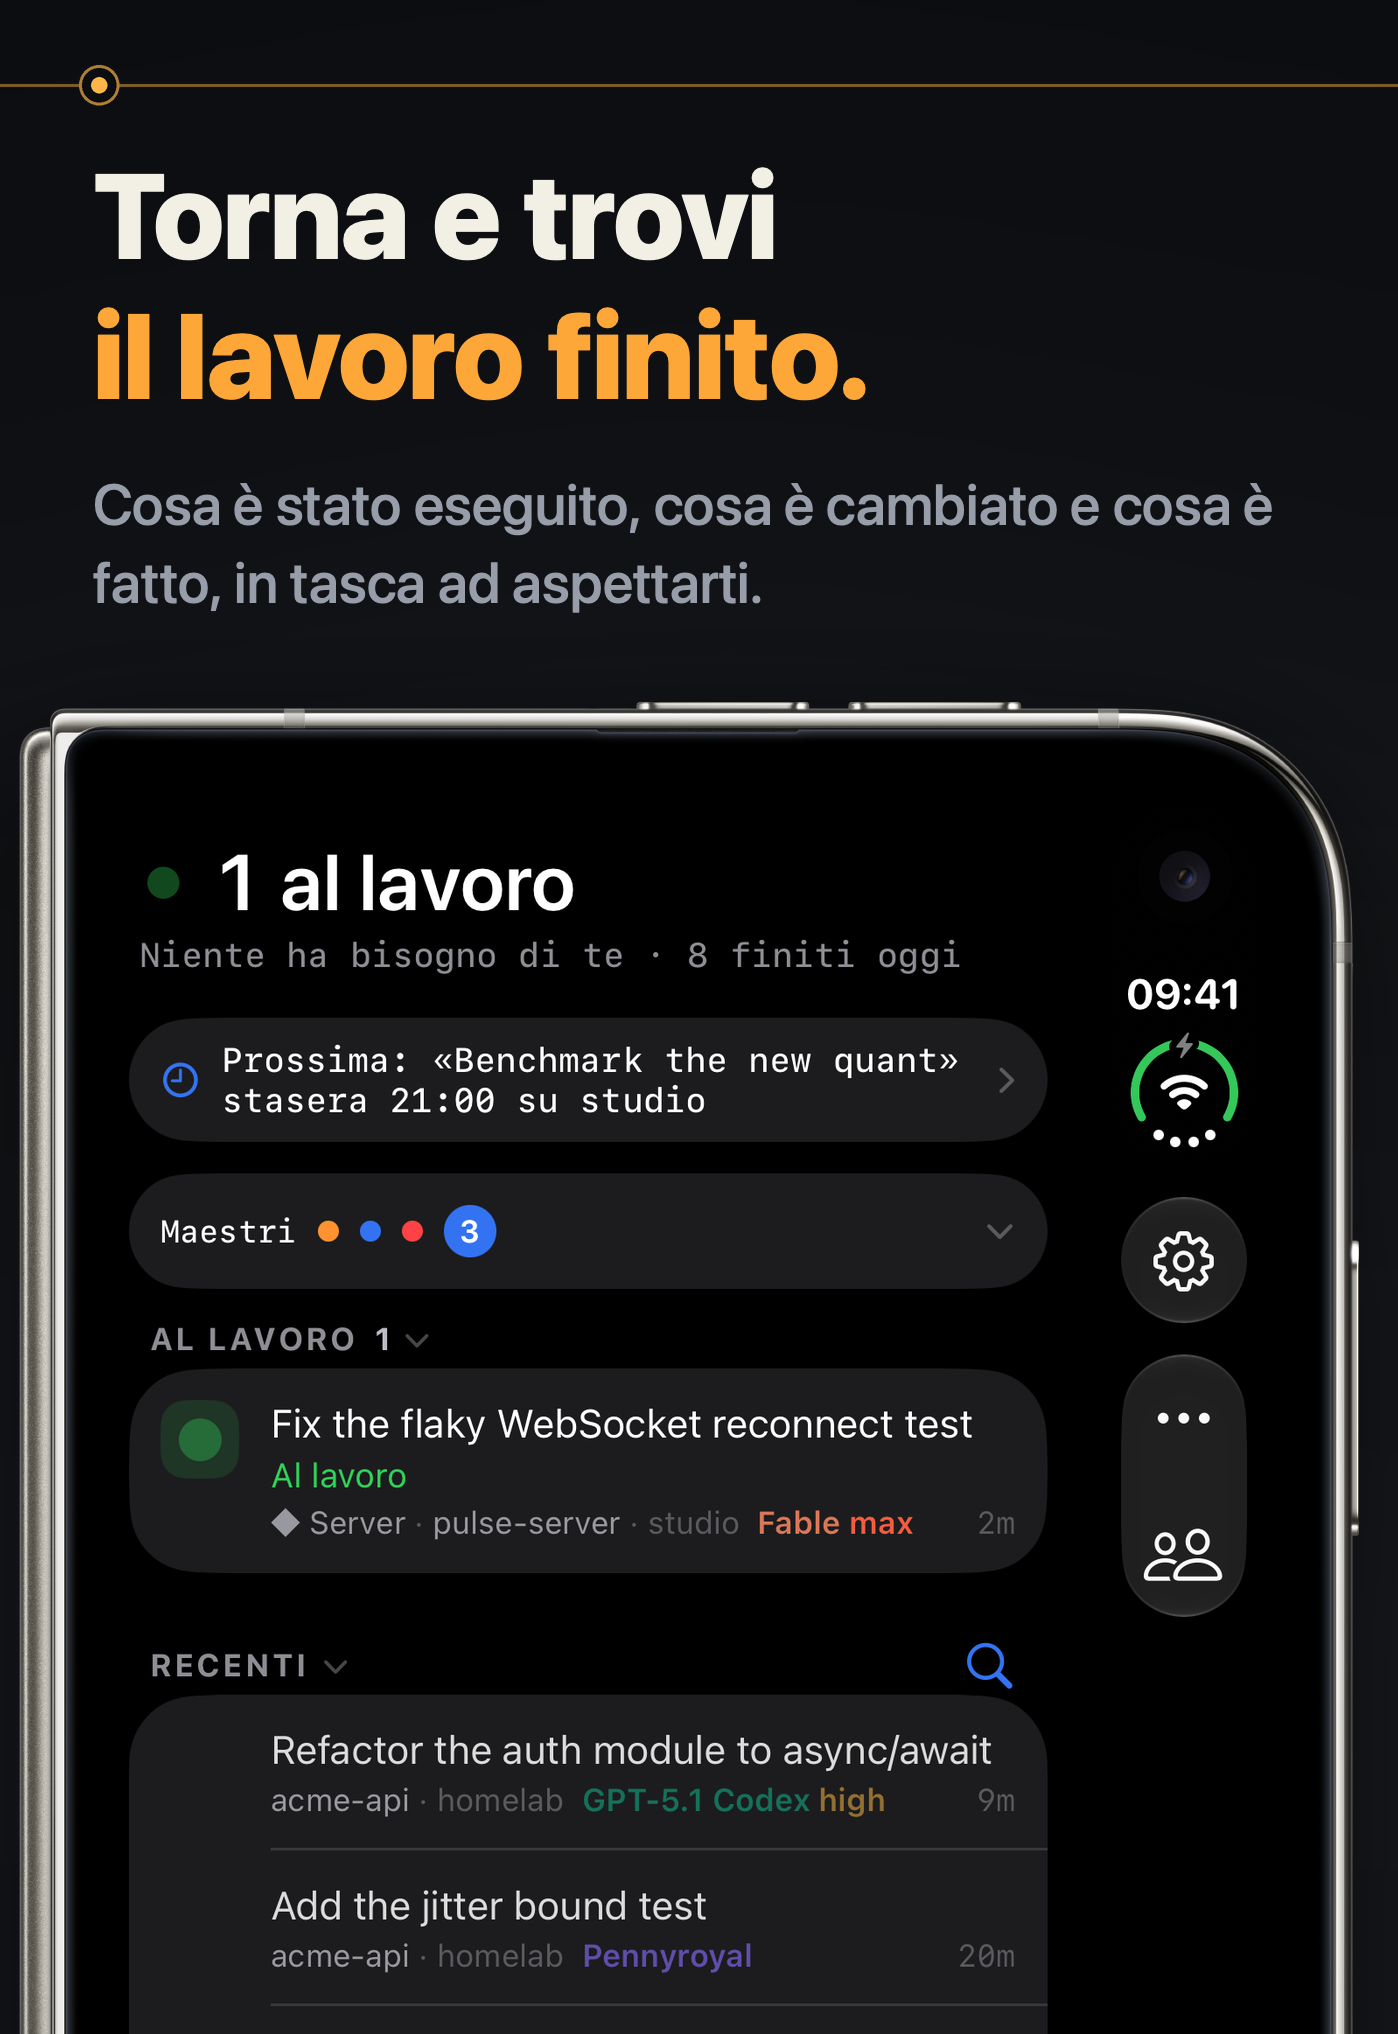 Torna e trovi
il lavoro finito.
Cosa è stato eseguito, cosa è cambiato e cosa è
fatto, in tasca ad aspettarti.
1 al lavoro
Niente ha bisogno di te · 8 finiti oggi
09:41
Prossima: «Benchmark the new quant»
stasera 21:00 su studio
Maestri 3
AL LAVORO 1
Fix the flaky WebSocket reconnect test
Al lavoro
Server · pulse-server · studio Fable max 2m
RECENTI
Refactor the auth module to async/await
acme-api · homelab GPT-5.1 Codex high 9m
Add the jitter bound test
acme-api · homelab Pennyroyal 20m